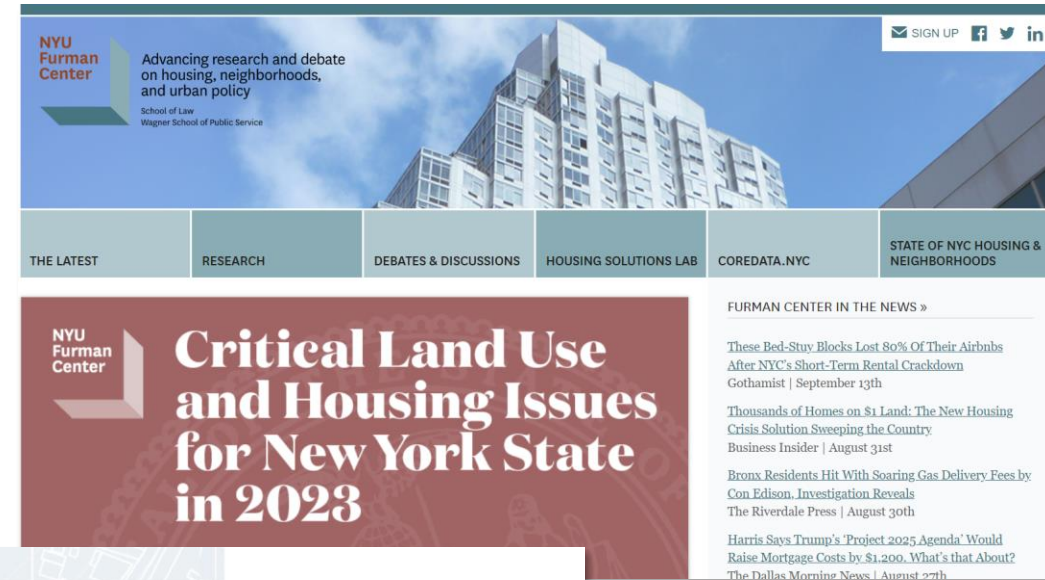 SIGN UP
NYU
Furman
Center
Advancing research and debate
on housing, neighborhoods,
and urban policy
School of Law
Wagner School of Public Service
THE LATEST
RESEARCH
DEBATES & DISCUSSIONS
HOUSING SOLUTIONS LAB
COREDATA.NYC
STATE OF NYC HOUSING &
NEIGHBORHOODS
NYU
Furman
Center
Critical Land Use
and Housing Issues
for New York State
in 2023
FURMAN CENTER IN THE NEWS »
These Bed-Stuy Blocks Lost 80% Of Their Airbnbs
After NYC's Short-Term Rental Crackdown
Gothamist | September 13th
Thousands of Homes on $1 Land: The New Housing
Crisis Solution Sweeping the Country
Business Insider | August 31st
Bronx Residents Hit With Soaring Gas Delivery Fees by
Con Edison, Investigation Reveals
The Riverdale Press | August 30th
Harris Says Trump's 'Project 2025 Agenda' Would
Raise Mortgage Costs by $1,200. What's that About?
The Dallas Morning News | August 27th